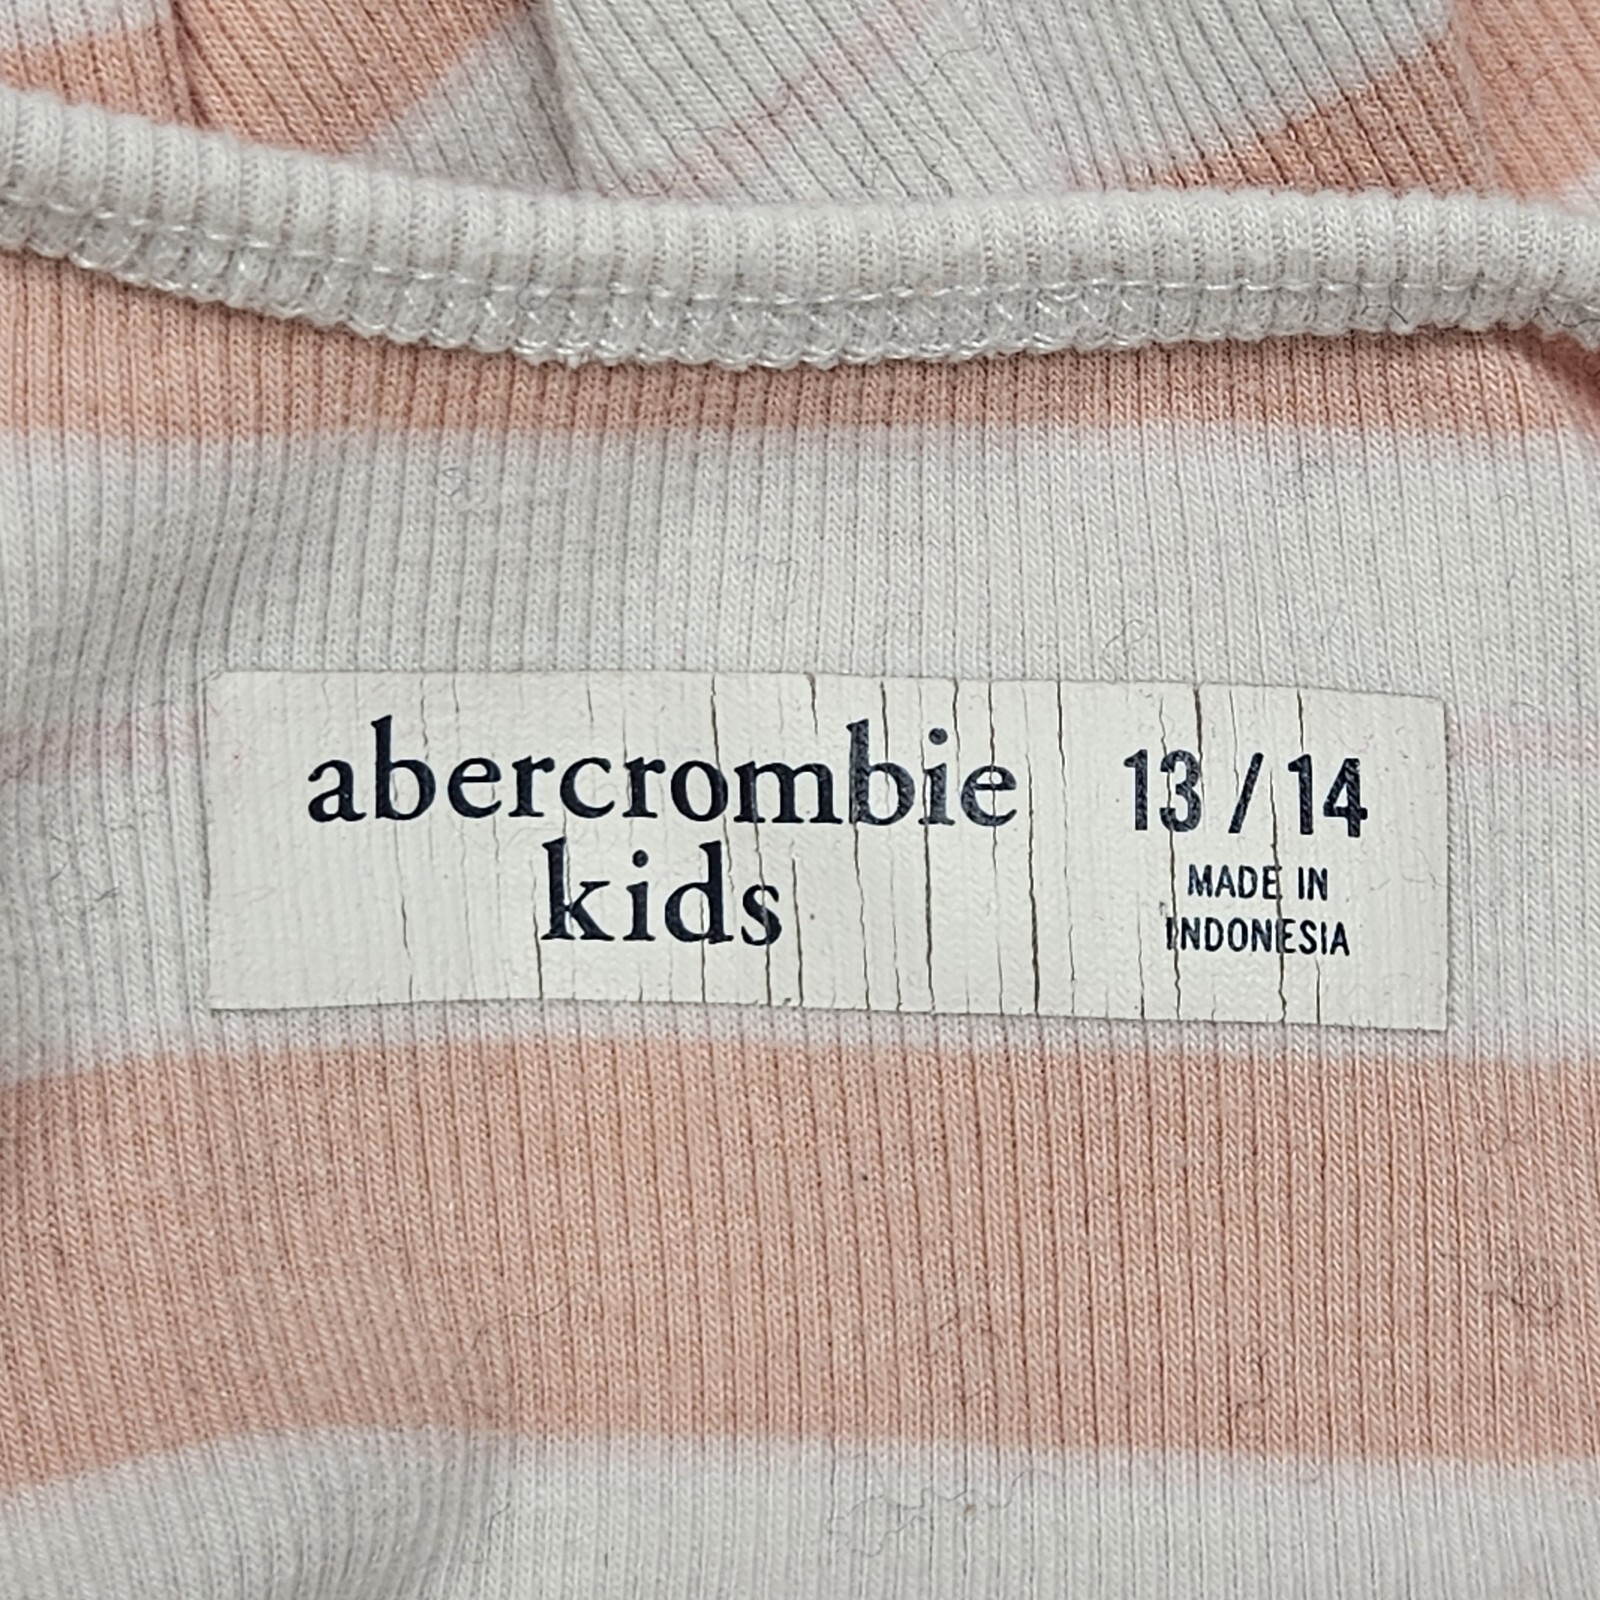 abercrombie
kids
13 / 14
MADE IN
INDONESIA